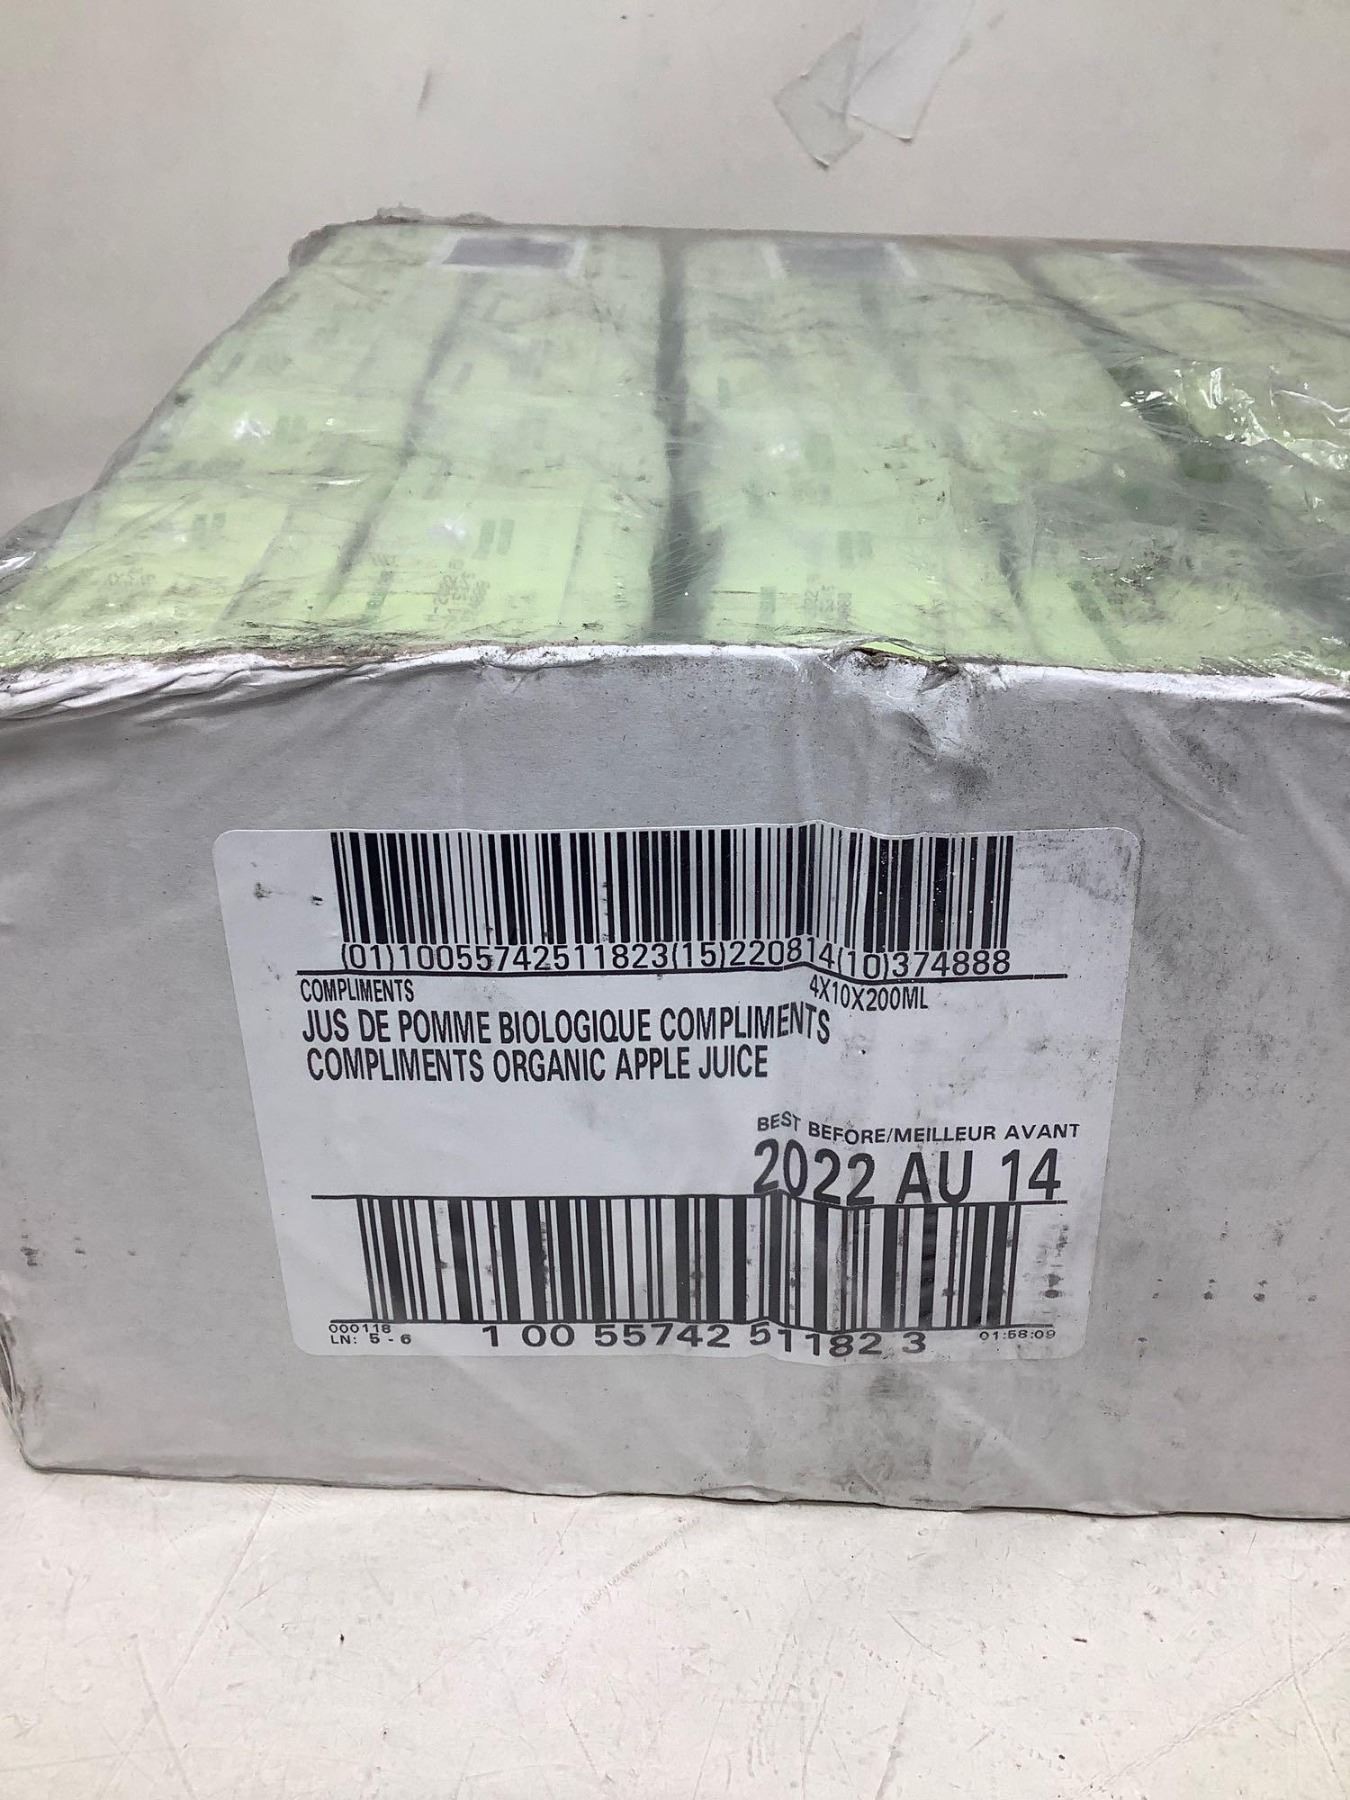 (01)10055742511823(15)220814(10)374888
COMPLIMENTS 4X10X200ML
JUS DE POMME BIOLOGIQUE COMPLIMENTS
COMPLIMENTS ORGANIC APPLE JUICE
BEST BEFORE/MEILLEUR AVANT
2022 AU 14
000118
LN: 5 - 6
1 00 55742 51182 3
01:58:09